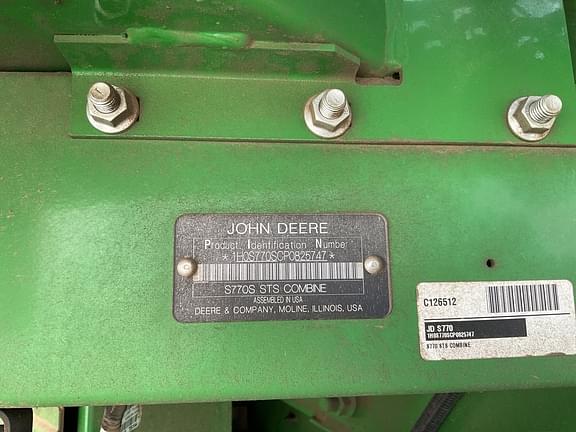 JOHN DEERE
Product Identification Number
*1H0S770SCP0825747*
S770S STS COMBINE
ASSEMBLED IN USA
DEERE & COMPANY, MOLINE, ILLINOIS, USA
C126512
JD S770
1H0S770SCP0825747
S770 STS COMBINE